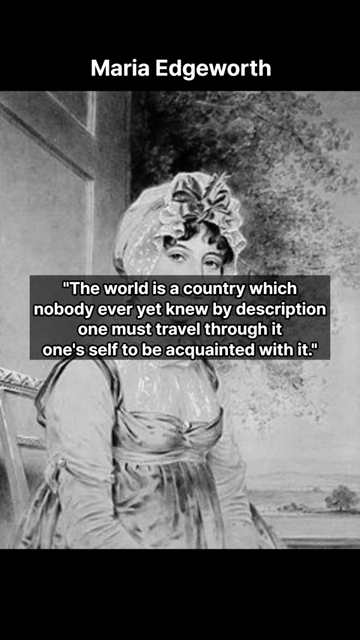 Maria Edgeworth
"The world is a country which
nobody ever yet knew by description
one must travel through it
one's self to be acquainted with it."